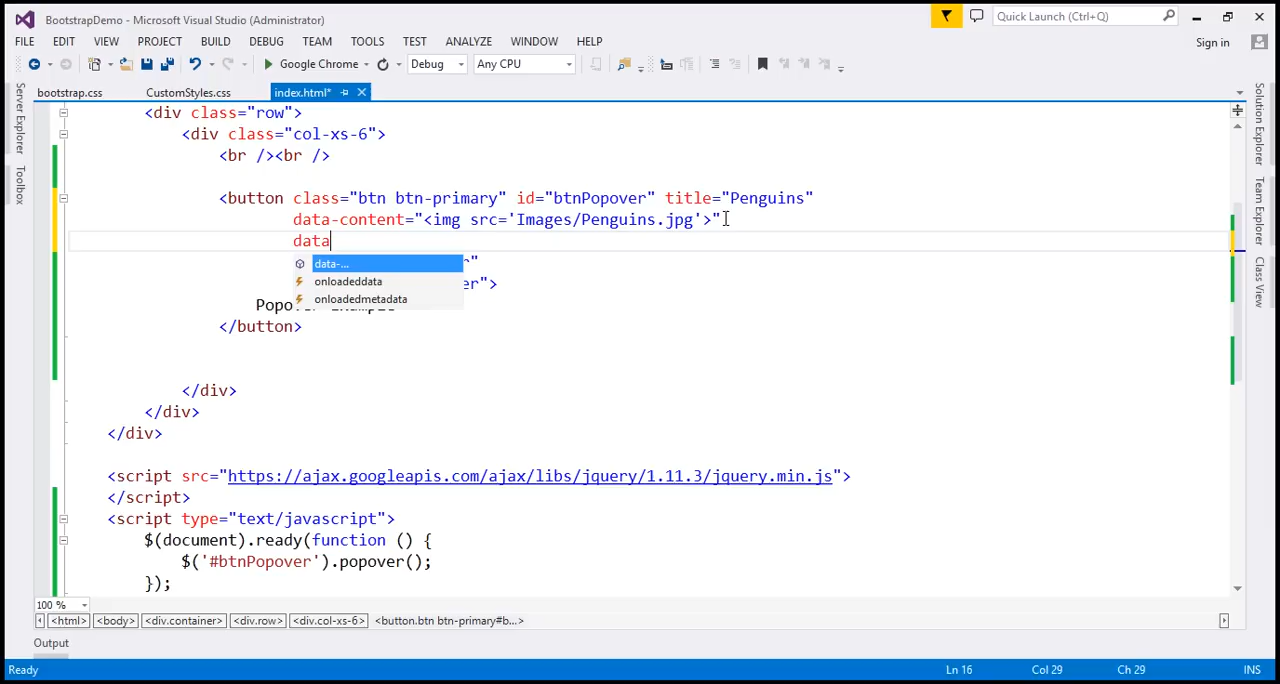 BootstrapDemo - Microsoft Visual Studio (Administrator)
Quick Launch (Ctrl+Q)
FILE EDIT VIEW PROJECT BUILD DEBUG TEAM TOOLS TEST ANALYZE WINDOW HELP
Sign in
Google Chrome Debug Any CPU
bootstrap.css CustomStyles.css index.html*
Server Explorer
Toolbox
Solution Explorer
Team Explorer
Class View
<div class="row">
<div class="col-xs-6">
<br /><br />
<button class="btn btn-primary" id="btnPopover" title="Penguins"
data-content="<img src='Images/Penguins.jpg'>"
data
data-...
onloadeddata
onloadedmetadata
</button>
</div>
</div>
</div>
<script src="https://ajax.googleapis.com/ajax/libs/jquery/1.11.3/jquery.min.js">
</script>
<script type="text/javascript">
$(document).ready(function () {
$('#btnPopover').popover();
});
100 %
<html> <body> <div.container> <div.row> <div.col-xs-6> <button.btn btn-primary#b...>
Output
Ready Ln 16 Col 29 Ch 29 INS